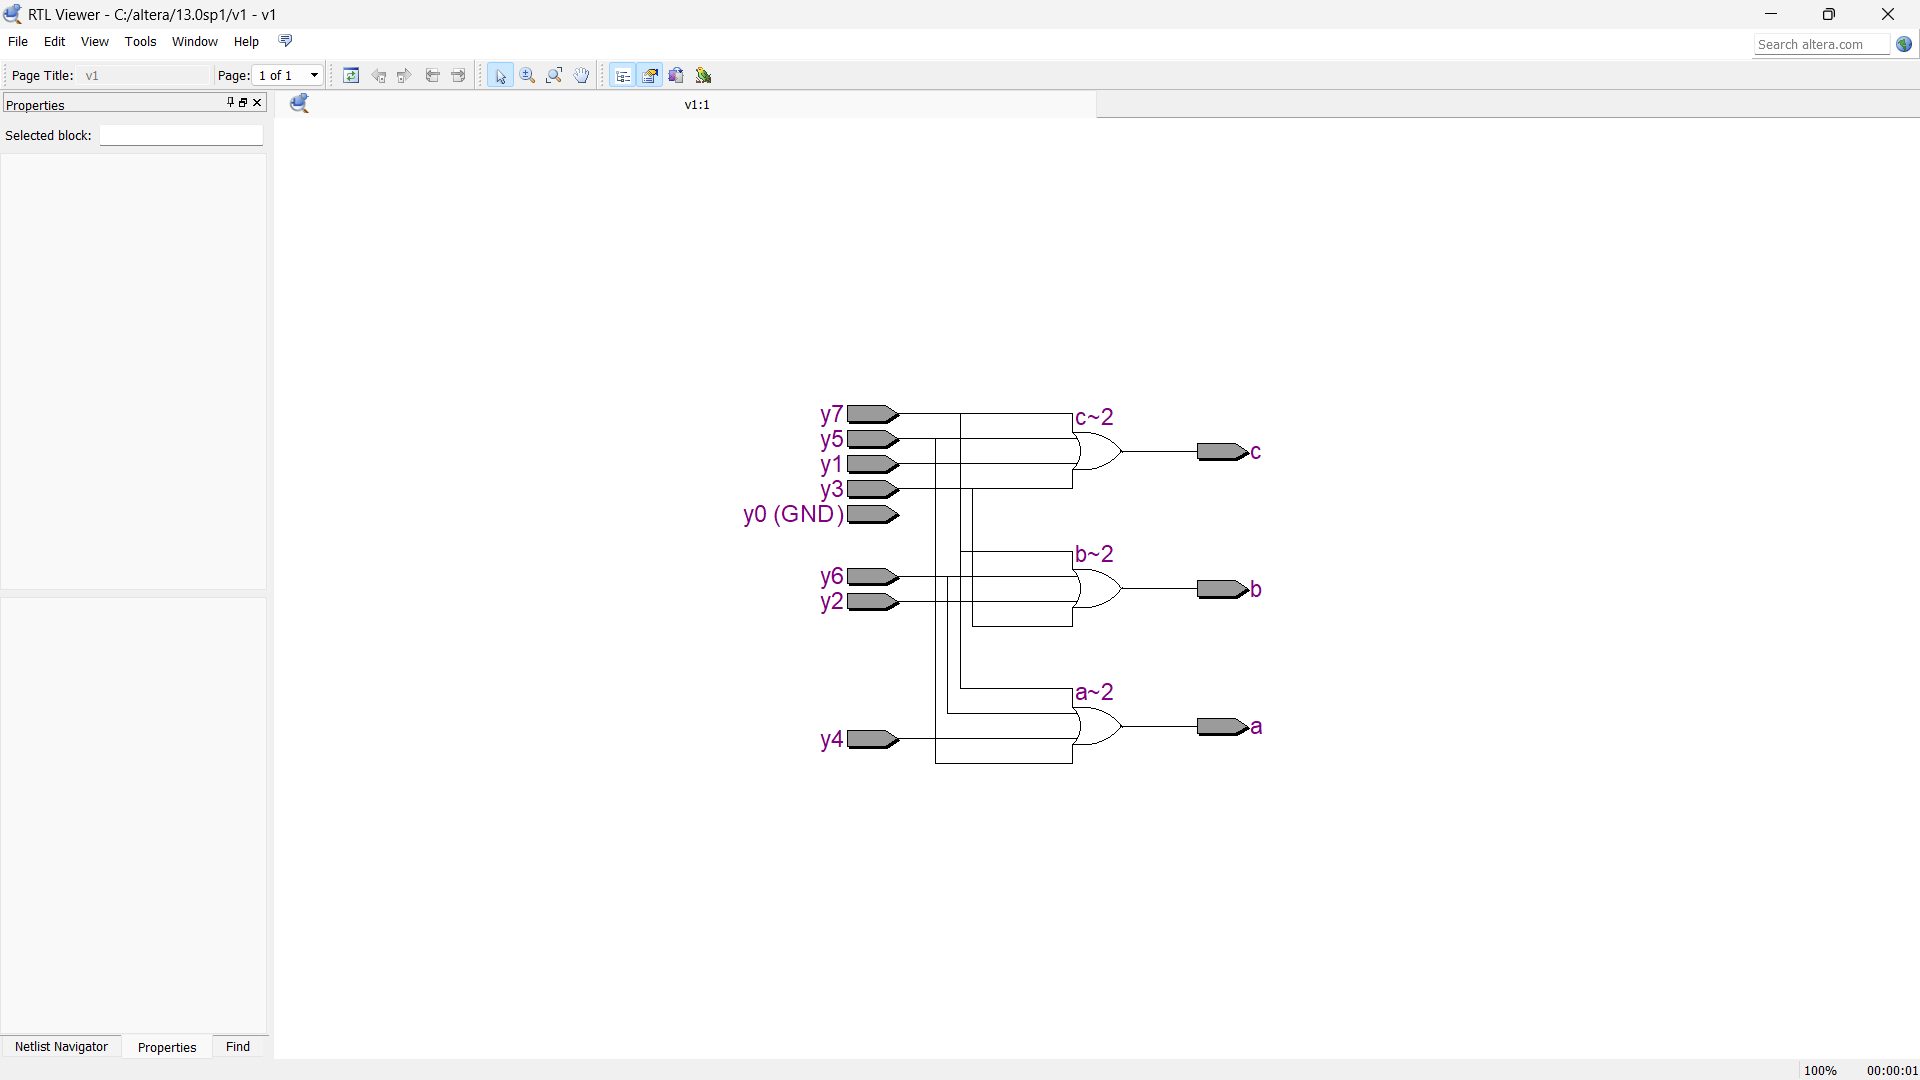 RTL Viewer - C:/altera/13.0sp1/v1 - v1
File Edit View Tools Window Help
Search altera.com
Page Title: v1 Page: 1 of 1
Properties
v1:1
Selected block:
y7
c~2
y5
c
y1
y3
y0 (GND)
b~2
y6
b
y2
a~2
a
y4
Netlist Navigator Properties Find
100% 00:00:01